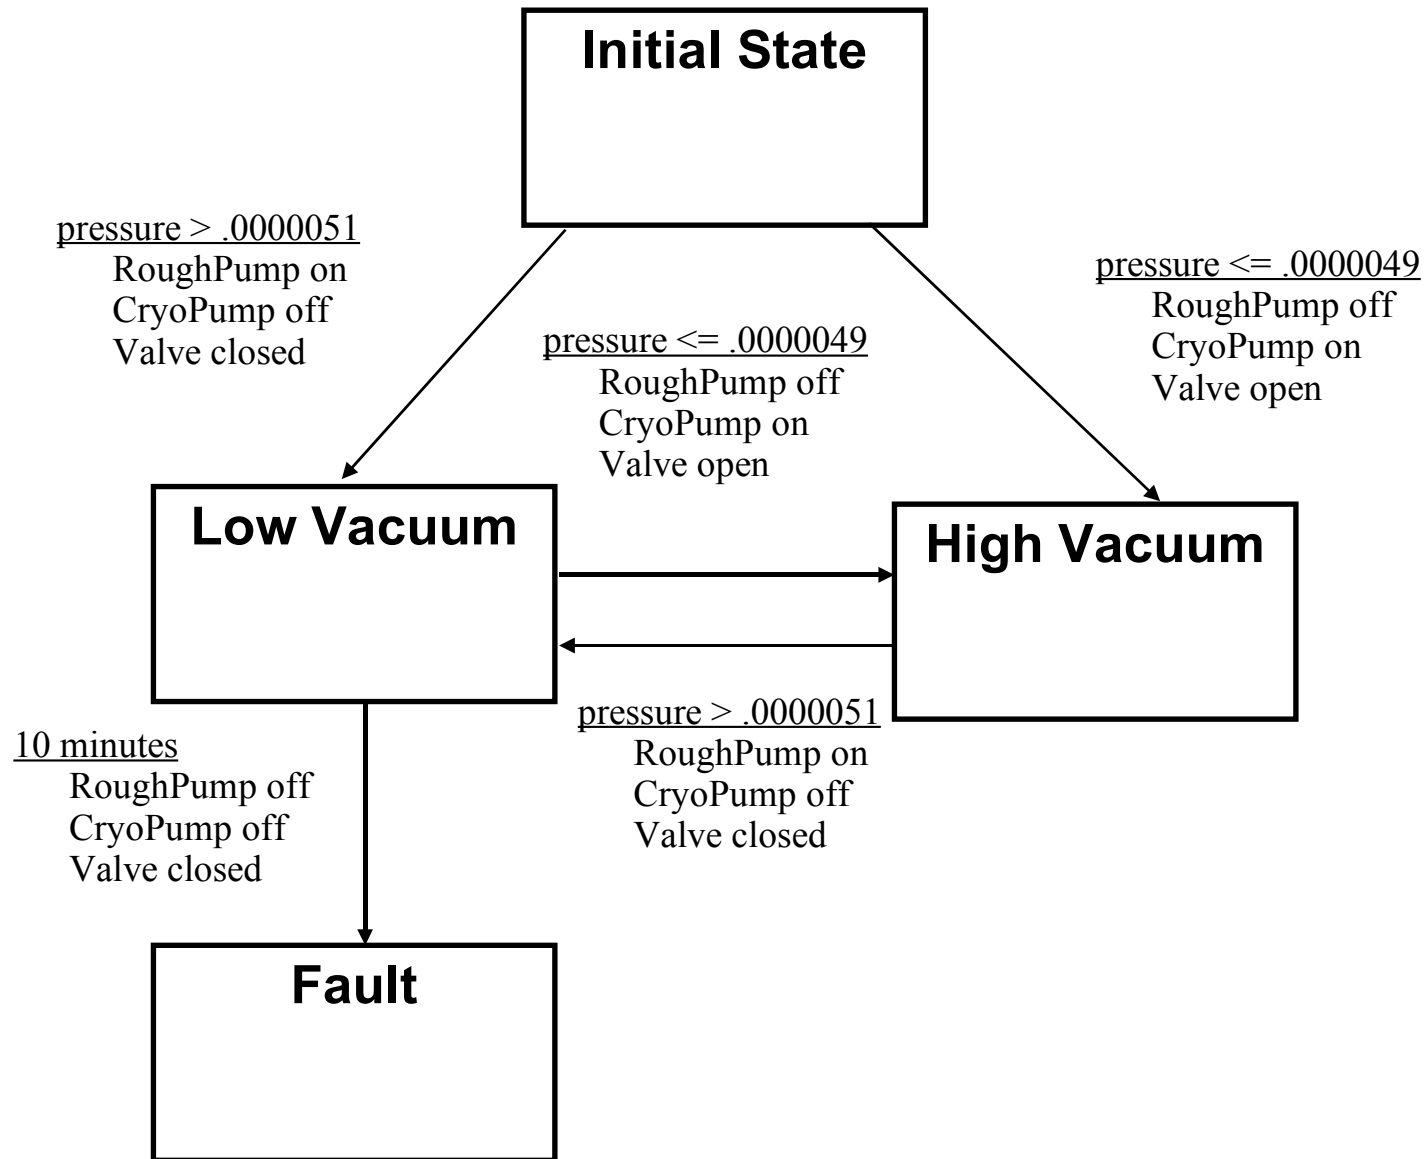 Initial State
pressure > .0000051
RoughPump on
CryoPump off
Valve closed
pressure <= .0000049
RoughPump off
CryoPump on
Valve open
pressure <= .0000049
RoughPump off
CryoPump on
Valve open
Low Vacuum
High Vacuum
pressure > .0000051
RoughPump on
CryoPump off
Valve closed
10 minutes
RoughPump off
CryoPump off
Valve closed
Fault